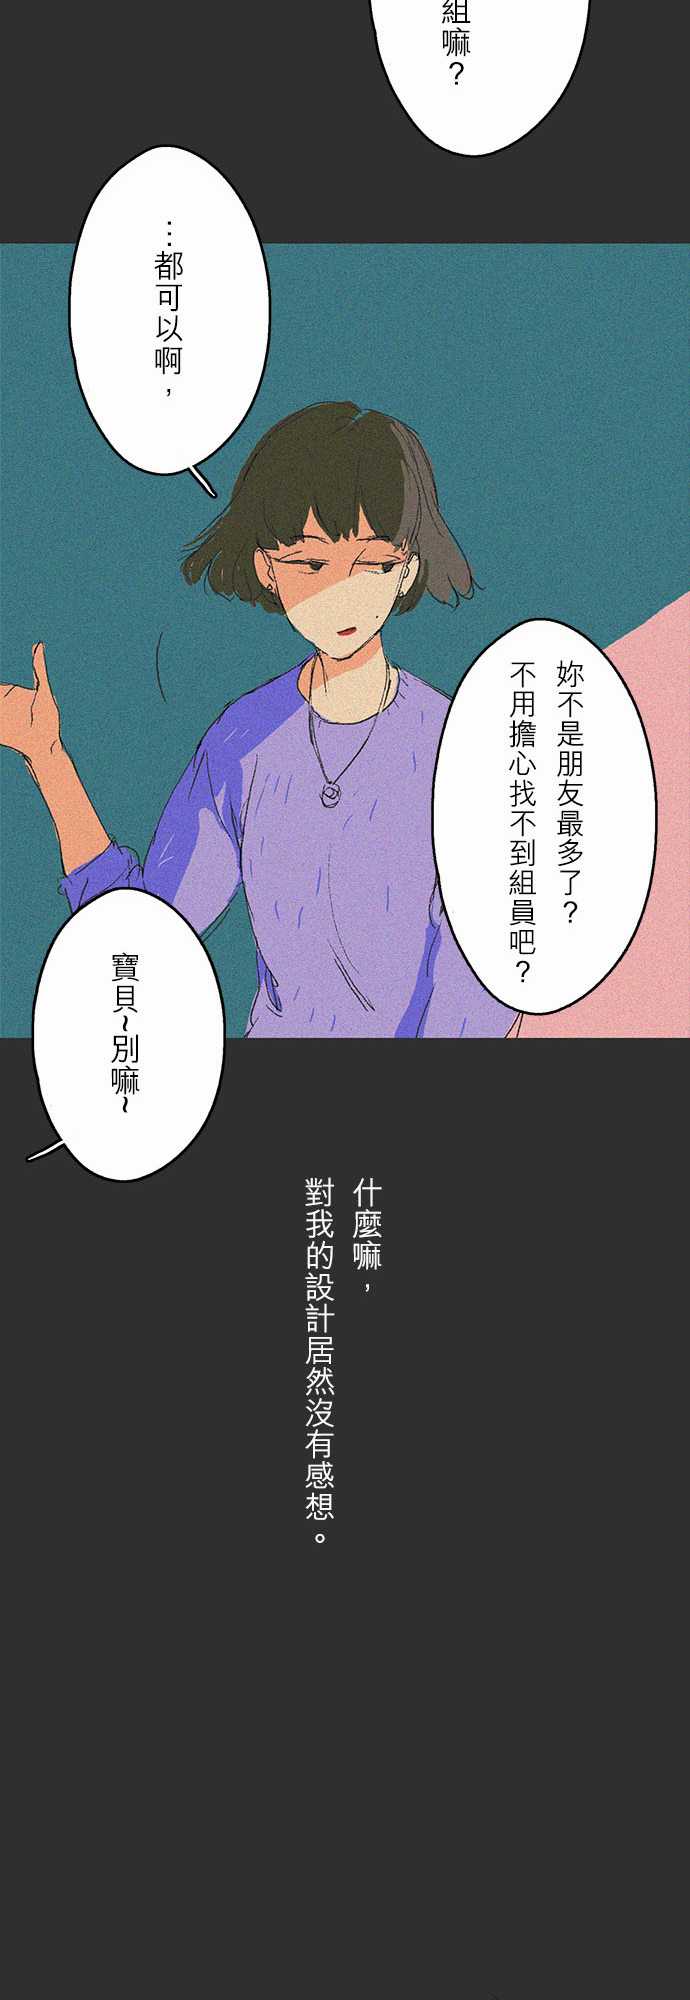 組嘛？
…都可以啊，
妳不是朋友最多了？
不用擔心找不到組員吧？
寶貝~別嘛~
什麼嘛，
對我的設計居然沒有感想。